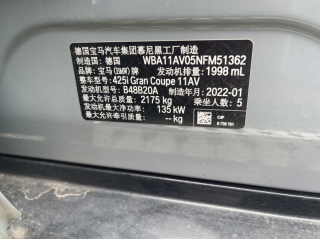 德国宝马汽车集团慕尼黑工厂制造
制造国：德国 WBA11AV05NFM51362
品牌：宝马(BMW)牌 发动机排量：1998 mL
整车型号：425i Gran Coupe 11AV
发动机型号：B48B20A 制造年月：2022-01
最大允许总质量：2175 kg 乘坐人数：5
发动机最大净功率：135 kW
最大允许牵引总质量：-- kg